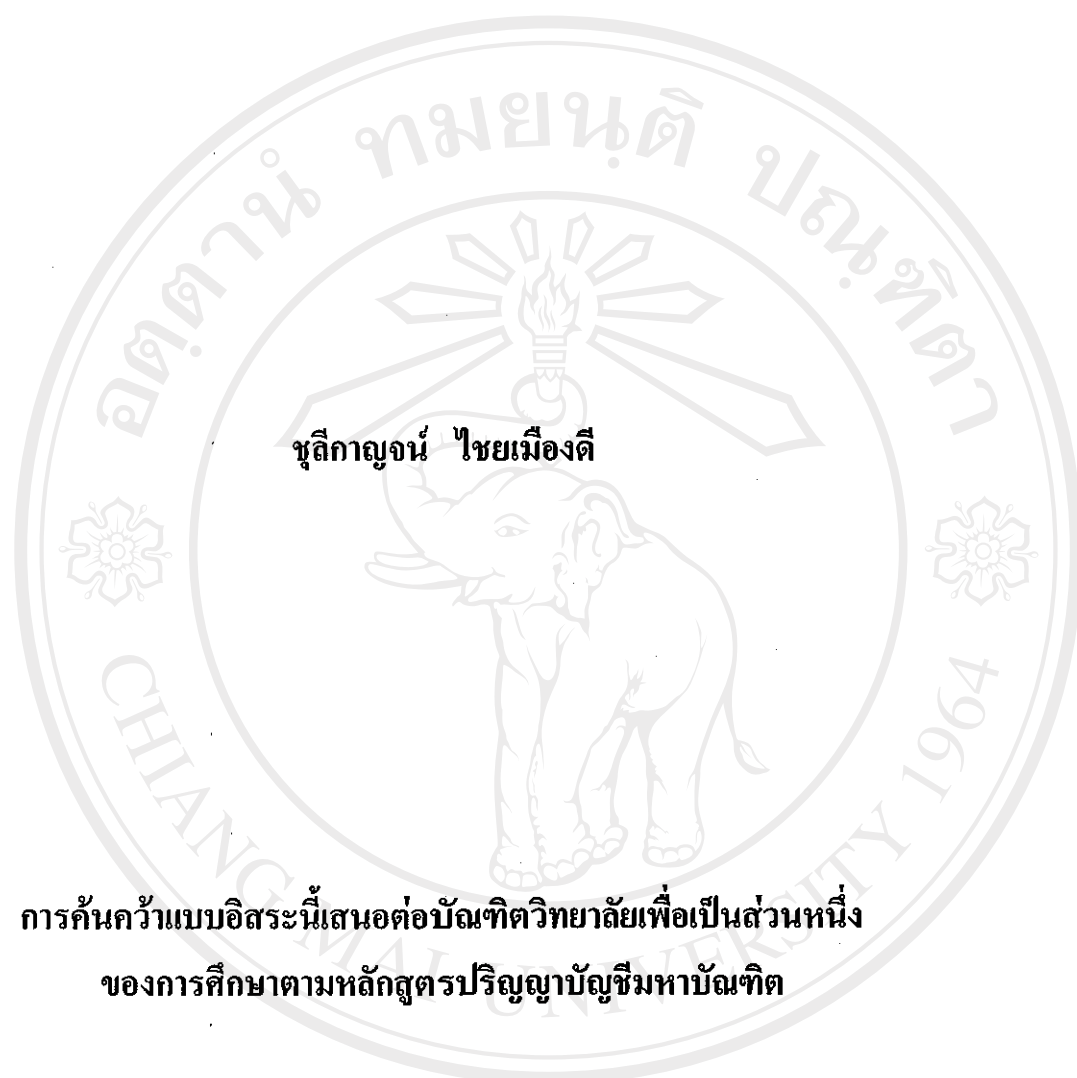 อตฺตานํ ทมยนฺติ ปณฺฑิตา
ชุลีกาญจน์ ไชยเมืองดี
การค้นคว้าแบบอิสระนี้เสนอต่อบัณฑิตวิทยาลัยเพื่อเป็นส่วนหนึ่ง
ของการศึกษาตามหลักสูตรปริญญาบัญชีมหาบัณฑิต
CHIANG MAI UNIVERSITY 1964